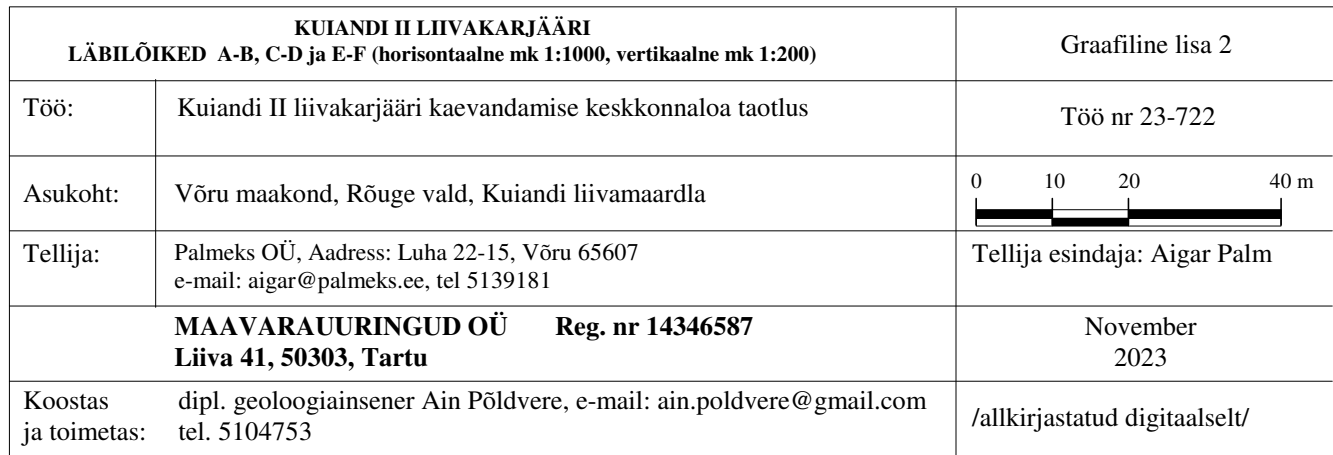 KUIANDI II LIIVAKARJÄÄRI
LÄBILÕIKED A-B, C-D ja E-F (horisontaalne mk 1:1000, vertikaalne mk 1:200)
Graafiline lisa 2
Töö: Kuiandi II liivakarjääri kaevandamise keskkonnaloa taotlus
Töö nr 23-722
Asukoht: Võru maakond, Rõuge vald, Kuiandi liivamaardla
0 10 20 40 m
Tellija: Palmeks OÜ, Aadress: Luha 22-15, Võru 65607
e-mail: aigar@palmeks.ee, tel 5139181
Tellija esindaja: Aigar Palm
MAAVARAUURINGUD OÜ Reg. nr 14346587
Liiva 41, 50303, Tartu
November
2023
Koostas dipl. geoloogiainsener Ain Põldvere, e-mail: ain.poldvere@gmail.com
ja toimetas: tel. 5104753
/allkirjastatud digitaalselt/